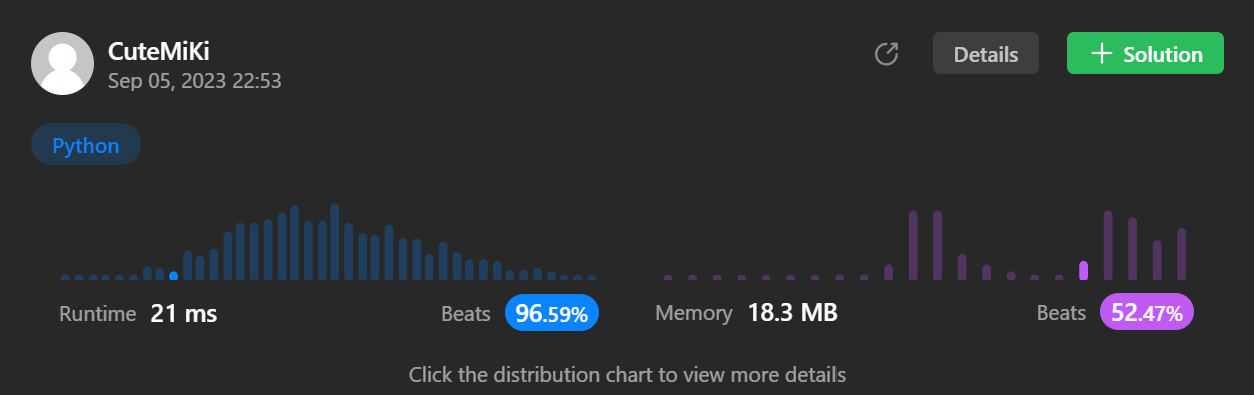 CuteMiKi
Sep 05, 2023 22:53
Details
+ Solution
Python
Runtime 21 ms
Beats 96.59%
Memory 18.3 MB
Beats 52.47%
Click the distribution chart to view more details